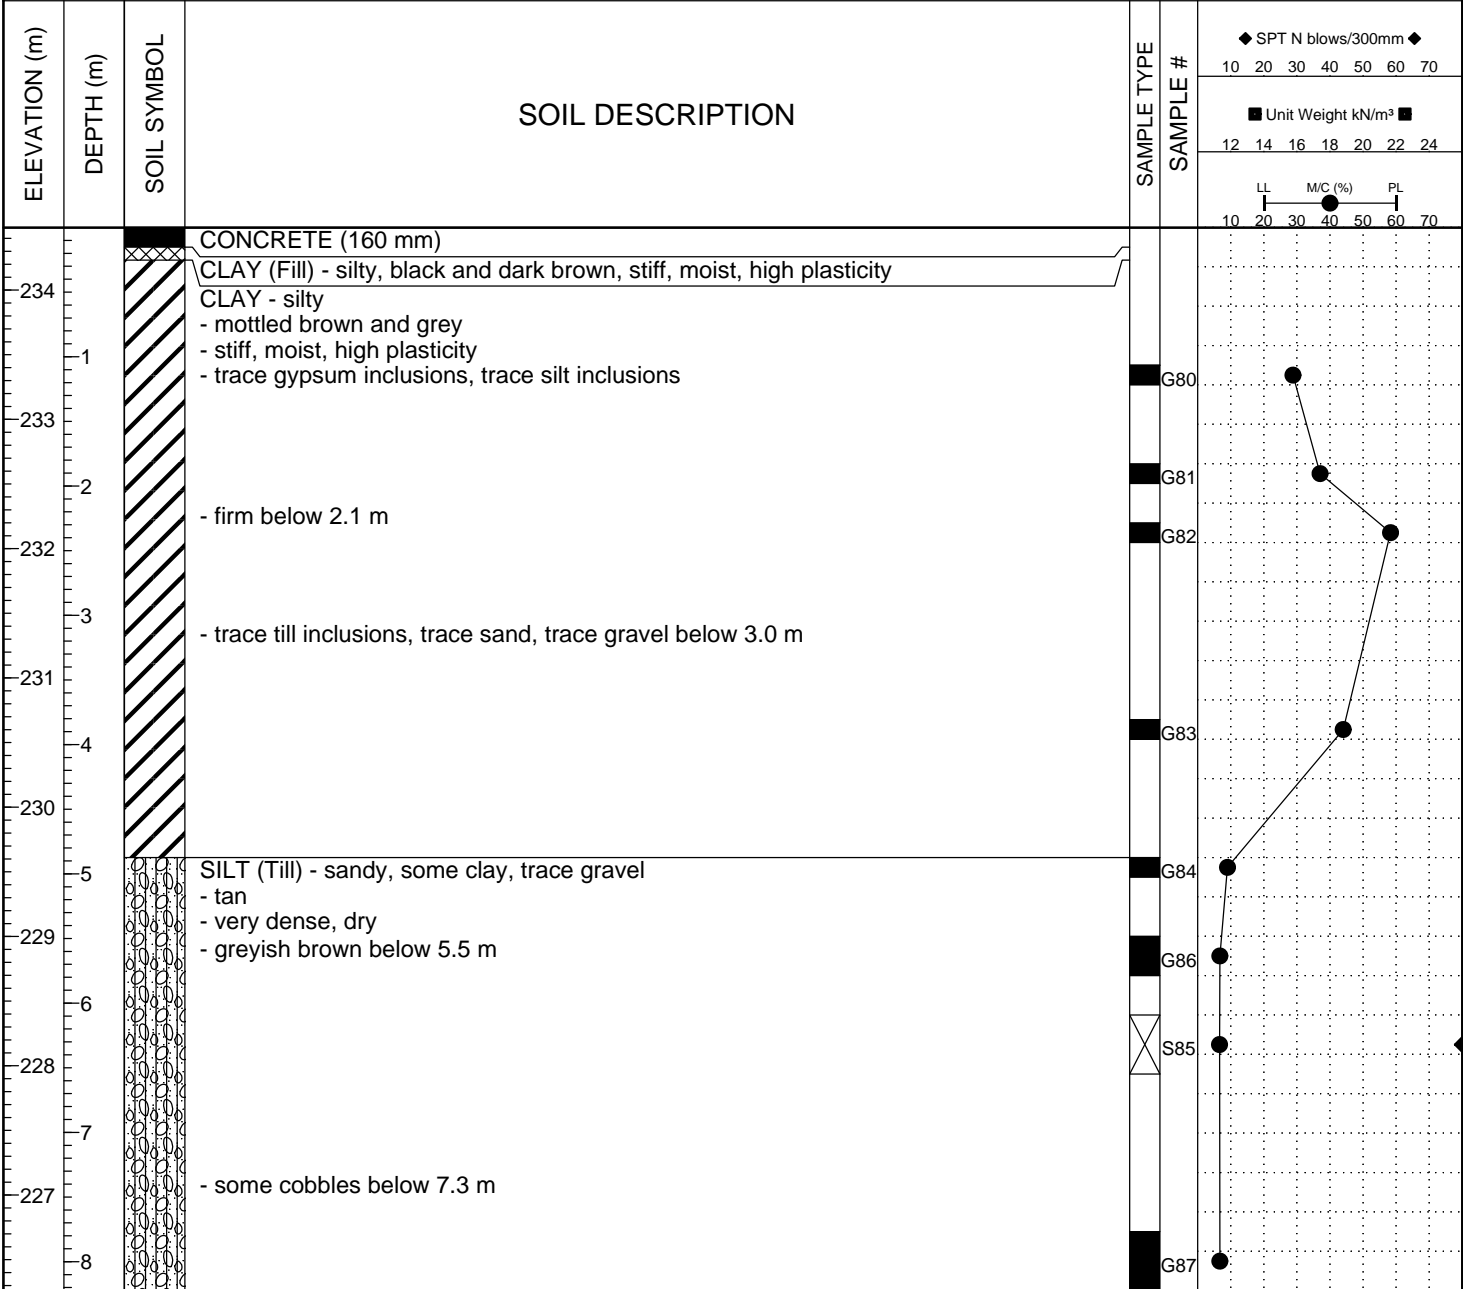 ELEVATION (m)
DEPTH (m)
SOIL SYMBOL
SOIL DESCRIPTION
SAMPLE TYPE
SAMPLE #
◆ SPT N blows/300mm ◆
10 20 30 40 50 60 70
■ Unit Weight kN/m³ ■
12 14 16 18 20 22 24
LL M/C (%) PL
10 20 30 40 50 60 70
CONCRETE (160 mm)
CLAY (Fill) - silty, black and dark brown, stiff, moist, high plasticity
234
CLAY - silty
- mottled brown and grey
- stiff, moist, high plasticity
1
- trace gypsum inclusions, trace silt inclusions
G80
233
G81
2
- firm below 2.1 m
G82
232
3
- trace till inclusions, trace sand, trace gravel below 3.0 m
231
G83
4
230
SILT (Till) - sandy, some clay, trace gravel
G84
5
- tan
- very dense, dry
229
- greyish brown below 5.5 m
G86
6
S85
228
7
- some cobbles below 7.3 m
227
8
G87